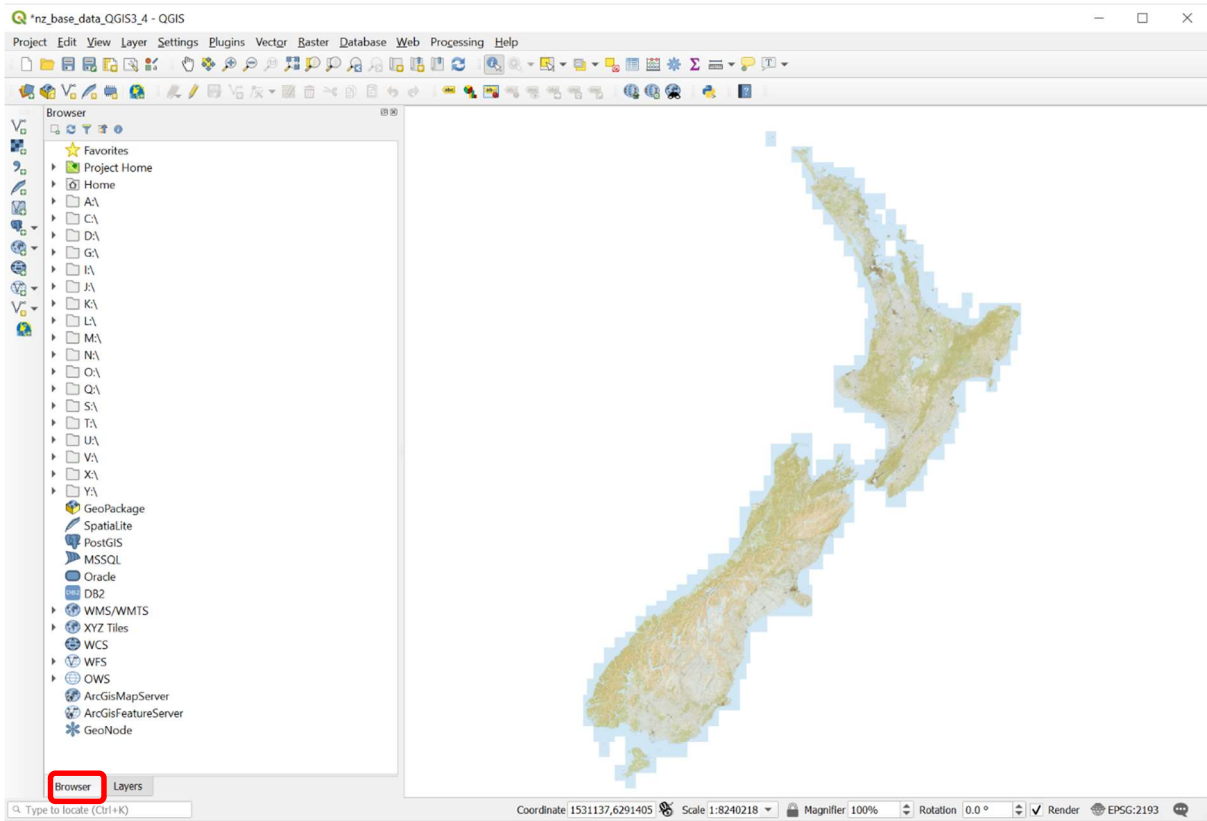 *nz_base_data_QGIS3_4 - QGIS
Project Edit View Layer Settings Plugins Vector Raster Database Web Processing Help
Browser
Favorites
Project Home
Home
A:\
C:\
D:\
G:\
I:\
J:\
K:\
L:\
M:\
N:\
O:\
Q:\
S:\
T:\
U:\
V:\
X:\
Y:\
GeoPackage
SpatiaLite
PostGIS
MSSQL
Oracle
DB2
WMS/WMTS
XYZ Tiles
WCS
WFS
OWS
ArcGisMapServer
ArcGisFeatureServer
GeoNode
Browser Layers
Type to locate (Ctrl+K) Coordinate 1531137,6291405 Scale 1:8240218 Magnifier 100% Rotation 0.0 ° Render EPSG:2193